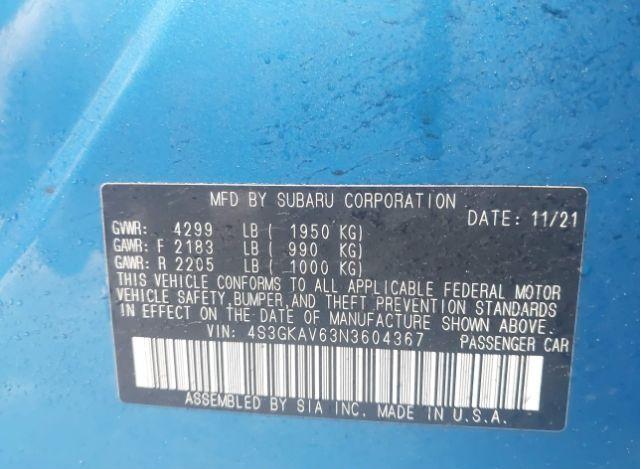 MFD BY SUBARU CORPORATION
DATE: 11/21
GVWR: 4299 LB ( 1950 KG)
GAWR: F 2183 LB ( 990 KG)
GAWR: R 2205 LB ( 1000 KG)
THIS VEHICLE CONFORMS TO ALL APPLICABLE FEDERAL MOTOR
VEHICLE SAFETY, BUMPER, AND THEFT PREVENTION STANDARDS
IN EFFECT ON THE DATE OF MANUFACTURE SHOWN ABOVE.
VIN: 4S3GKAV63N3604367 PASSENGER CAR
ASSEMBLED BY SIA INC. MADE IN U.S.A.